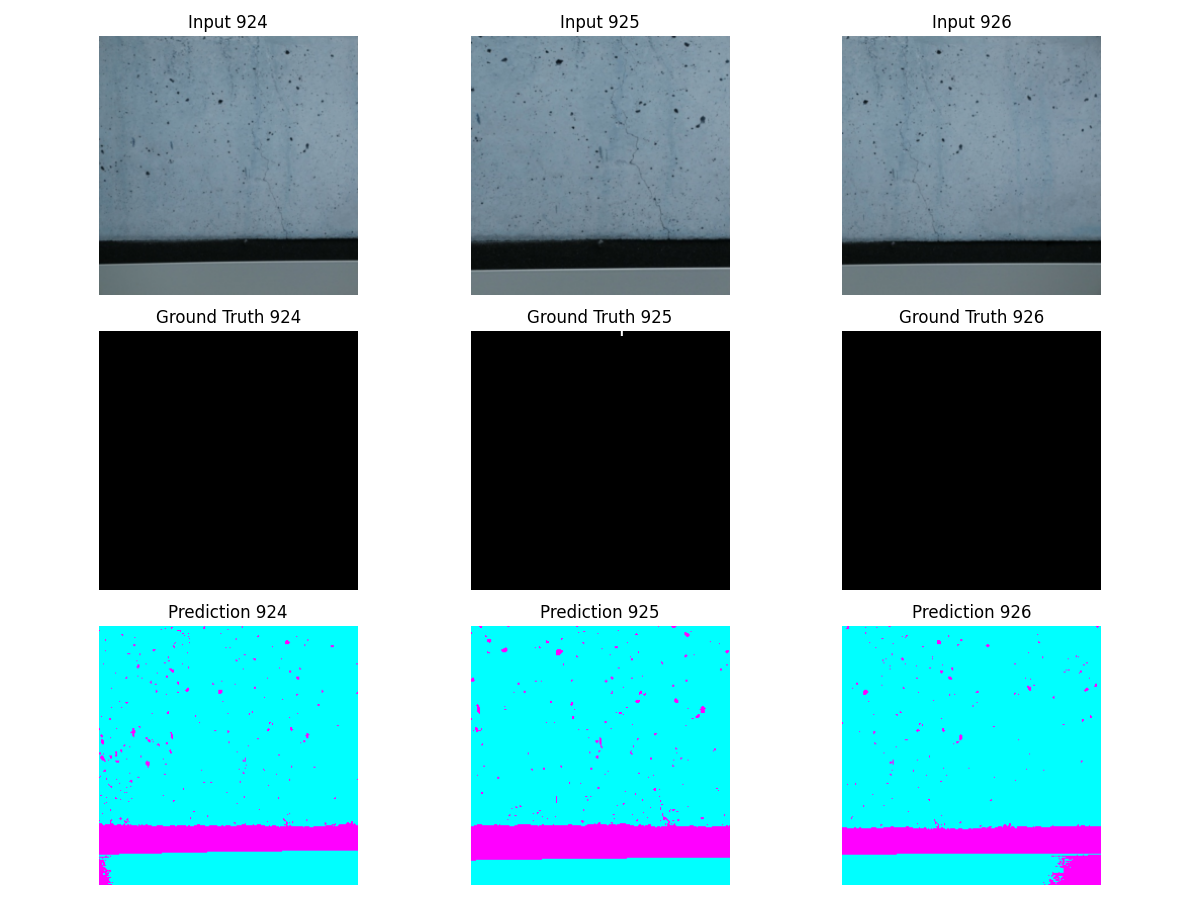 Input 924
Input 925
Input 926
Ground Truth 924
Ground Truth 925
Ground Truth 926
Prediction 924
Prediction 925
Prediction 926